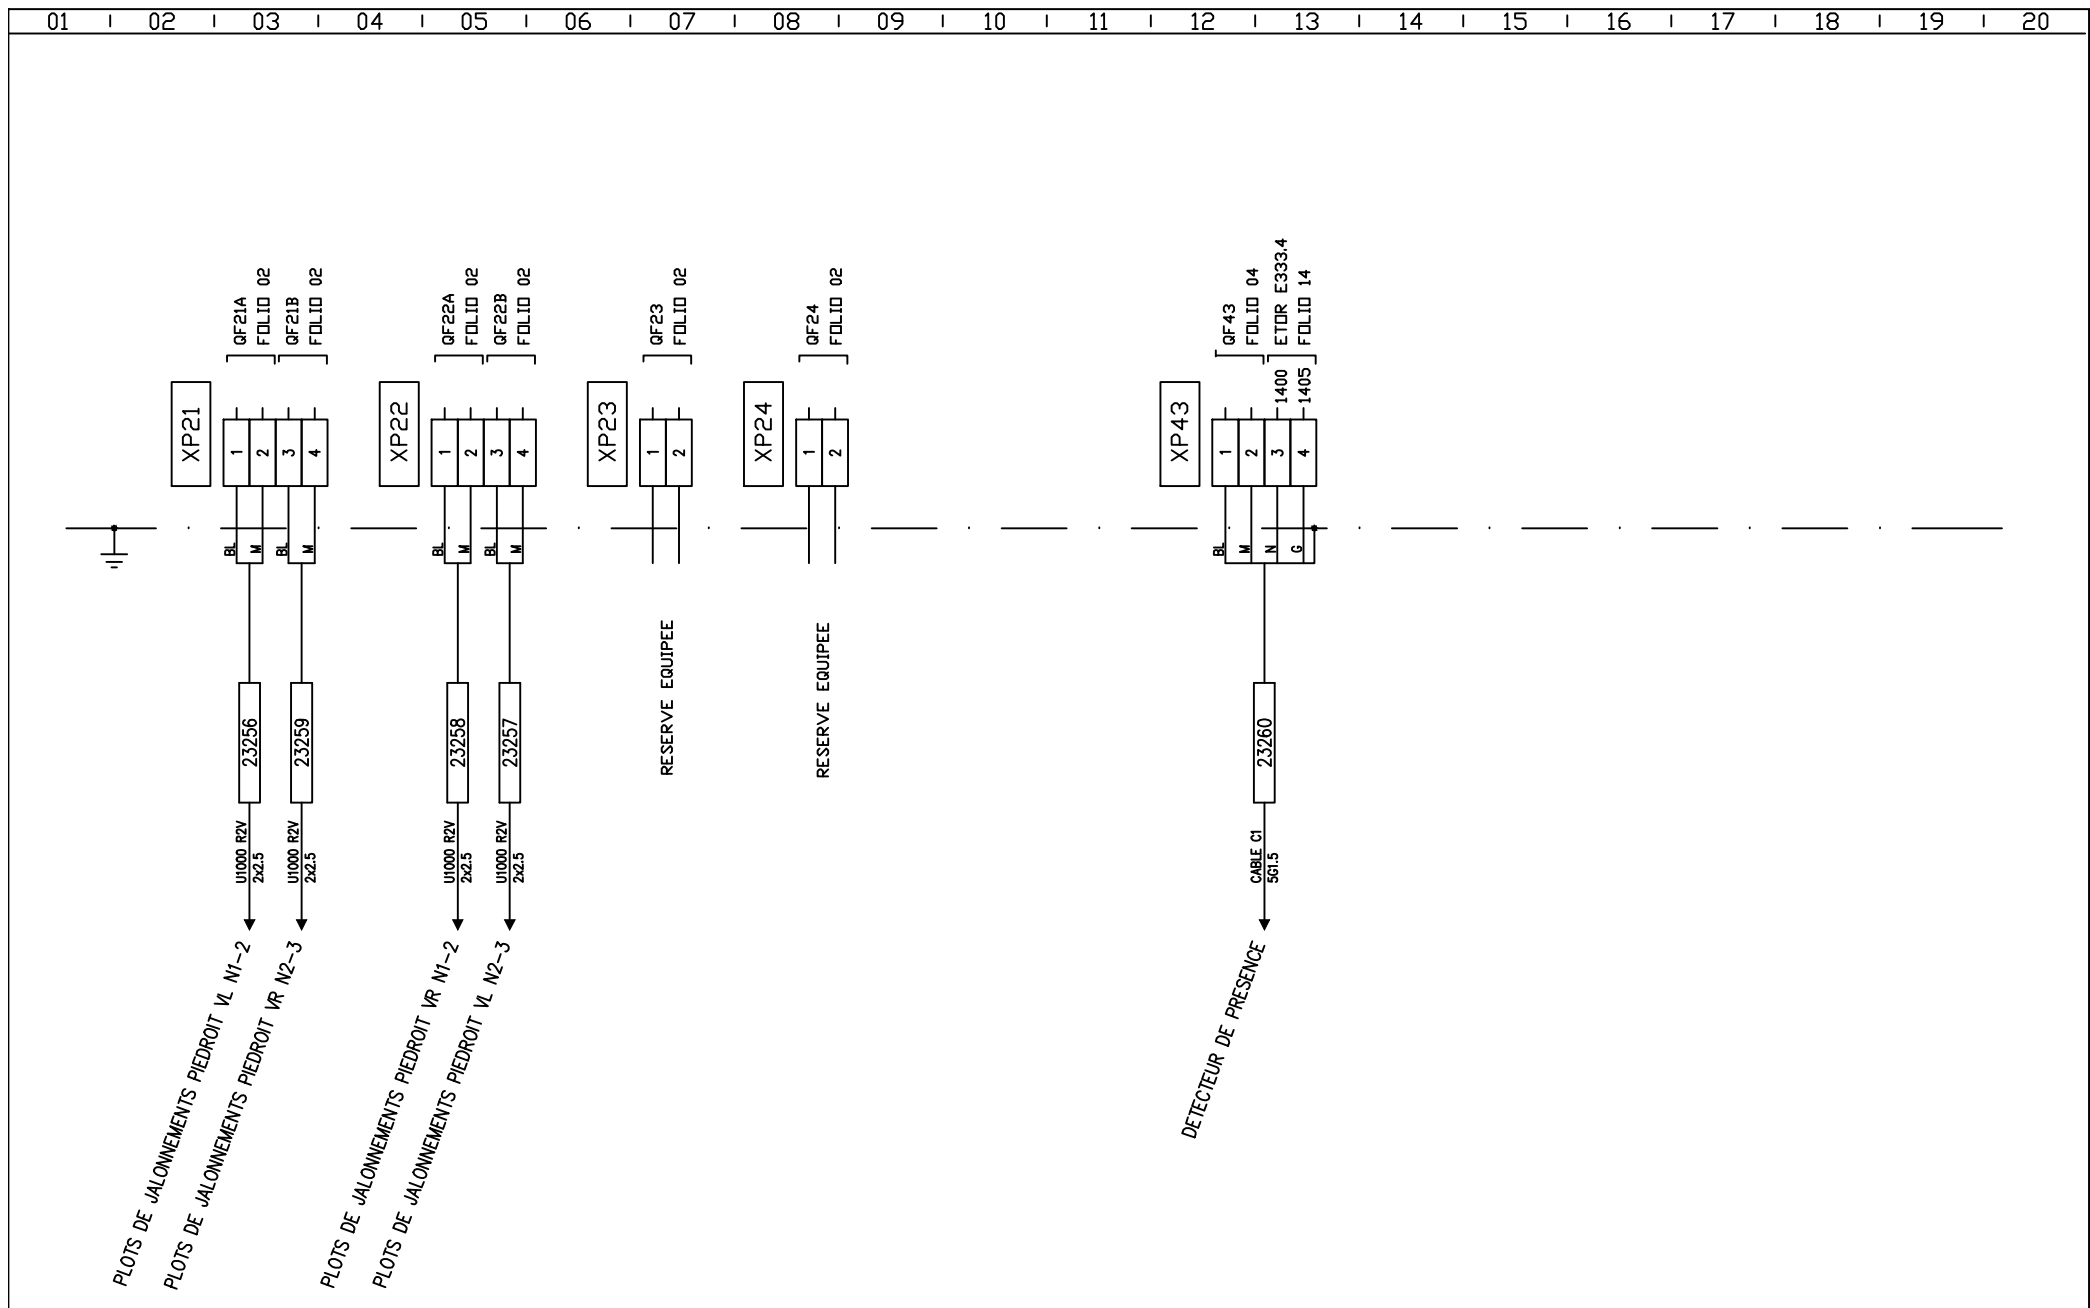 01 02 03 04 05 06 07 08 09 10 11 12 13 14 15 16 17 18 19 20
XP21
QF21A
FOLIO 02
QF21B
FOLIO 02
1 2 3 4
BL M BL M
23256
23259
U1000 R2V
2x2.5
U1000 R2V
2x2.5
PLOTS DE JALONNEMENTS PIEDROIT VL N1-2
PLOTS DE JALONNEMENTS PIEDROIT VR N2-3
XP22
QF22A
FOLIO 02
QF22B
FOLIO 02
1 2 3 4
BL M BL M
23258
23257
U1000 R2V
2x2.5
U1000 R2V
2x2.5
PLOTS DE JALONNEMENTS PIEDROIT VR N1-2
PLOTS DE JALONNEMENTS PIEDROIT VL N2-3
XP23
QF23
FOLIO 02
1 2
RESERVE EQUIPEE
XP24
QF24
FOLIO 02
1 2
RESERVE EQUIPEE
XP43
QF43
FOLIO 04
ETOR E333.4
FOLIO 14
1400
1405
1 2 3 4
BL M N G
23260
CABLE C1
5G1.5
DETECTEUR DE PRESENCE